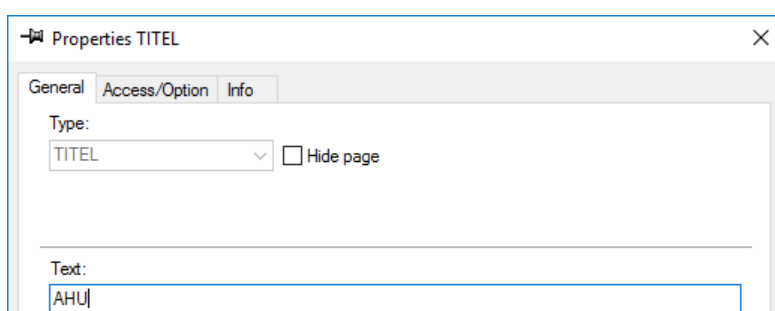 Properties TITEL
General Access/Option Info
Type:
TITEL Hide page
Text:
AHU